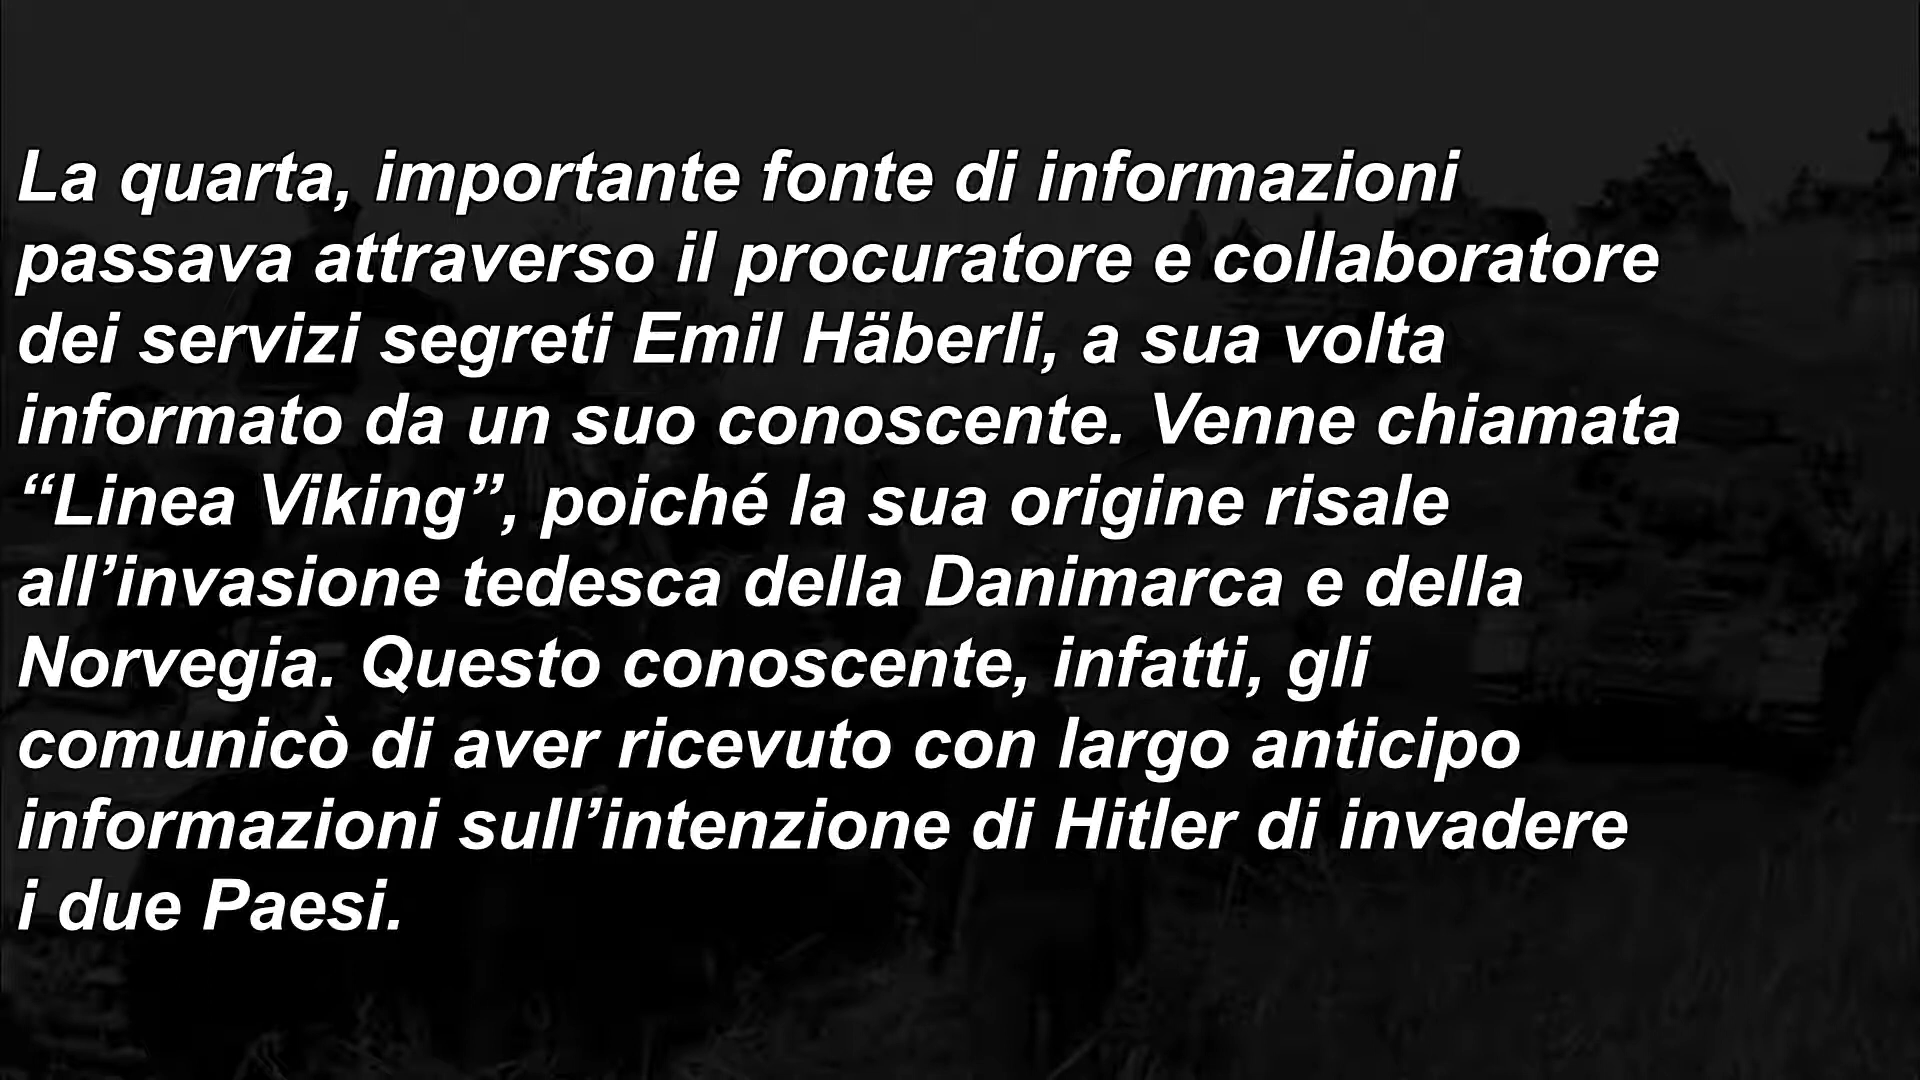 La quarta, importante fonte di informazioni
passava attraverso il procuratore e collaboratore
dei servizi segreti Emil Häberli, a sua volta
informato da un suo conoscente. Venne chiamata
“Linea Viking”, poiché la sua origine risale
all’invasione tedesca della Danimarca e della
Norvegia. Questo conoscente, infatti, gli
comunicò di aver ricevuto con largo anticipo
informazioni sull’intenzione di Hitler di invadere
i due Paesi.